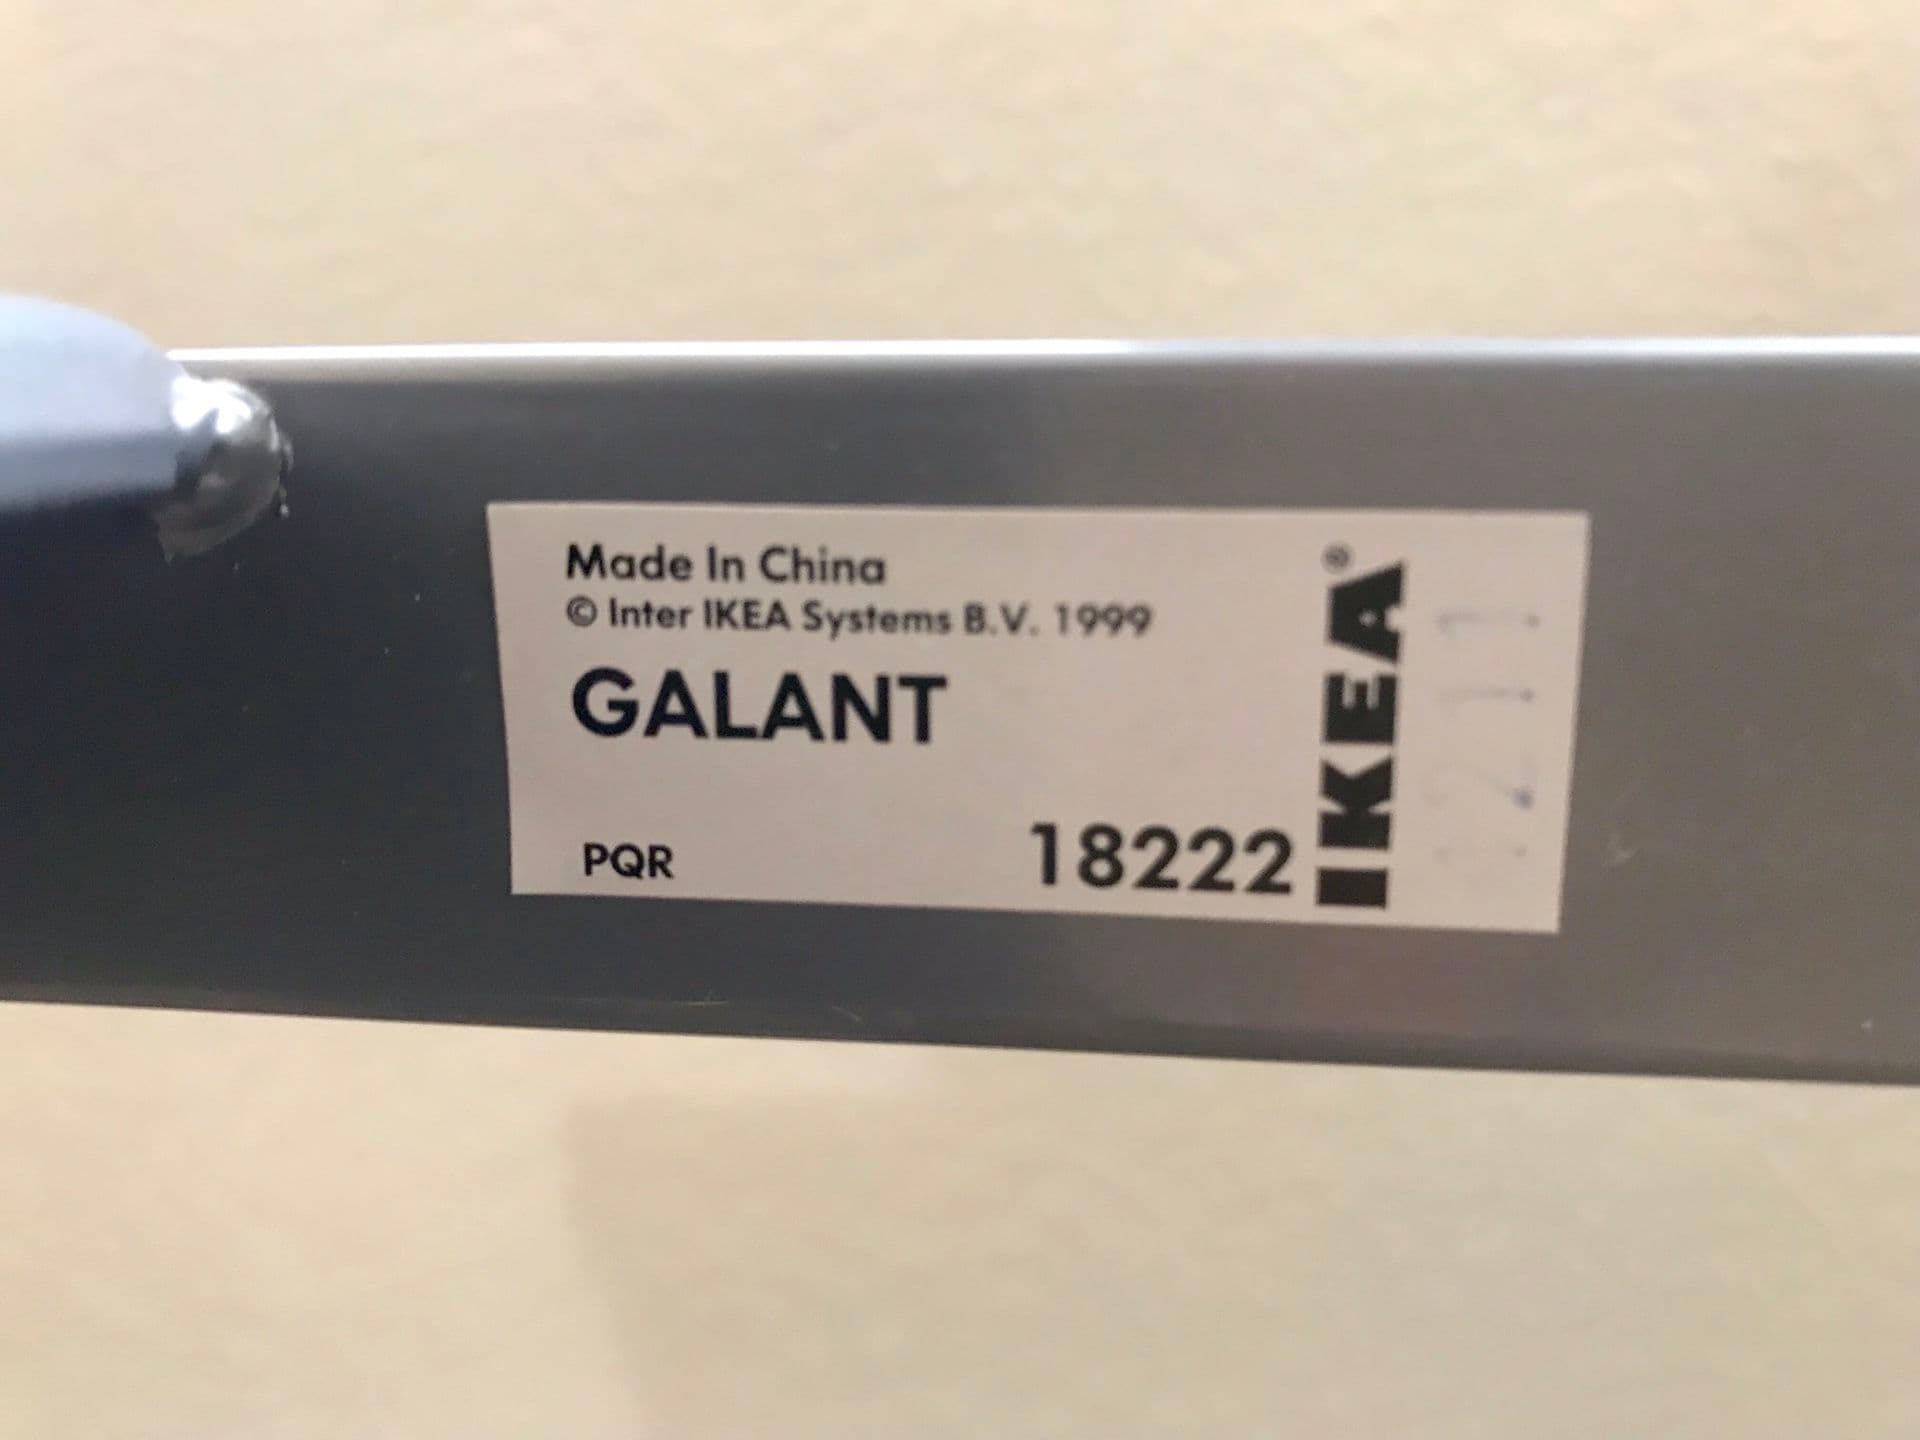 Made In China
© Inter IKEA Systems B.V. 1999
GALANT
PQR
18222
IKEA®